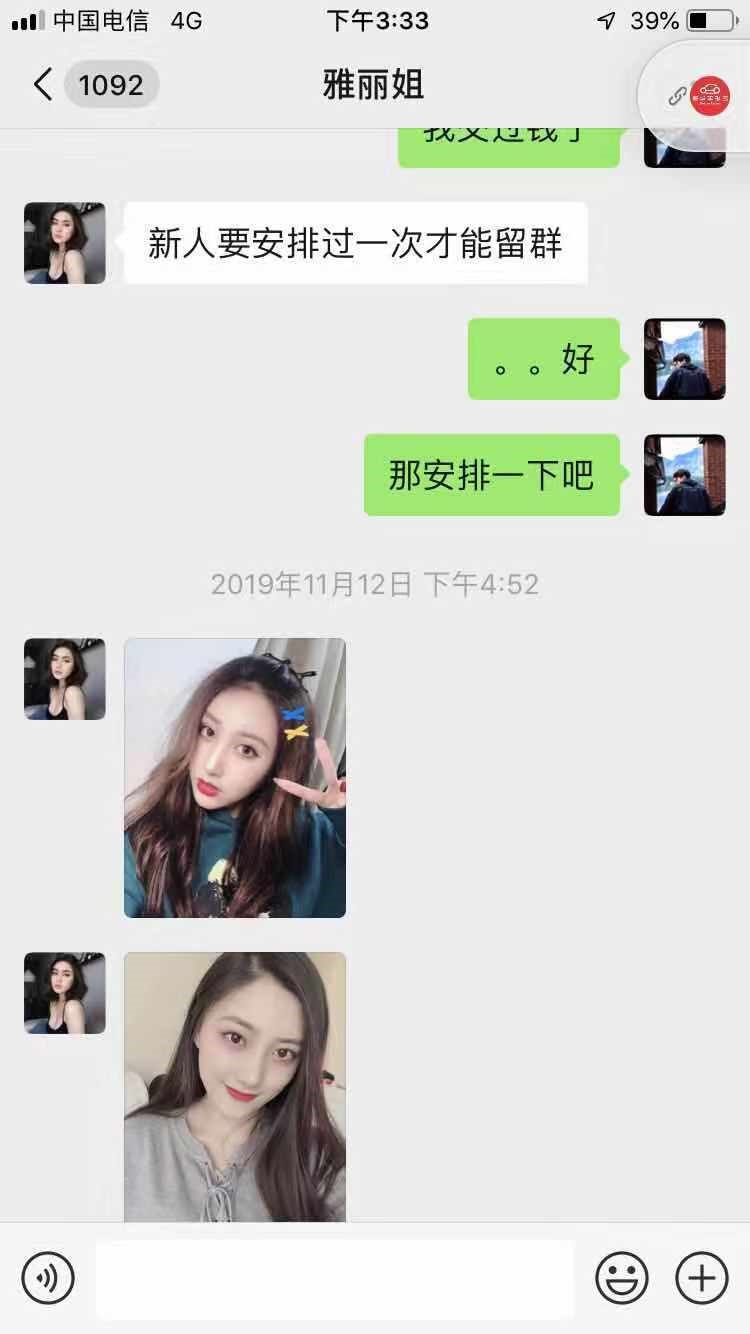 中国电信 4G 下午3:33 39%
1092 雅丽姐
我交过钱了
新人要安排过一次才能留群
。。好
那安排一下吧
2019年11月12日 下午4:52